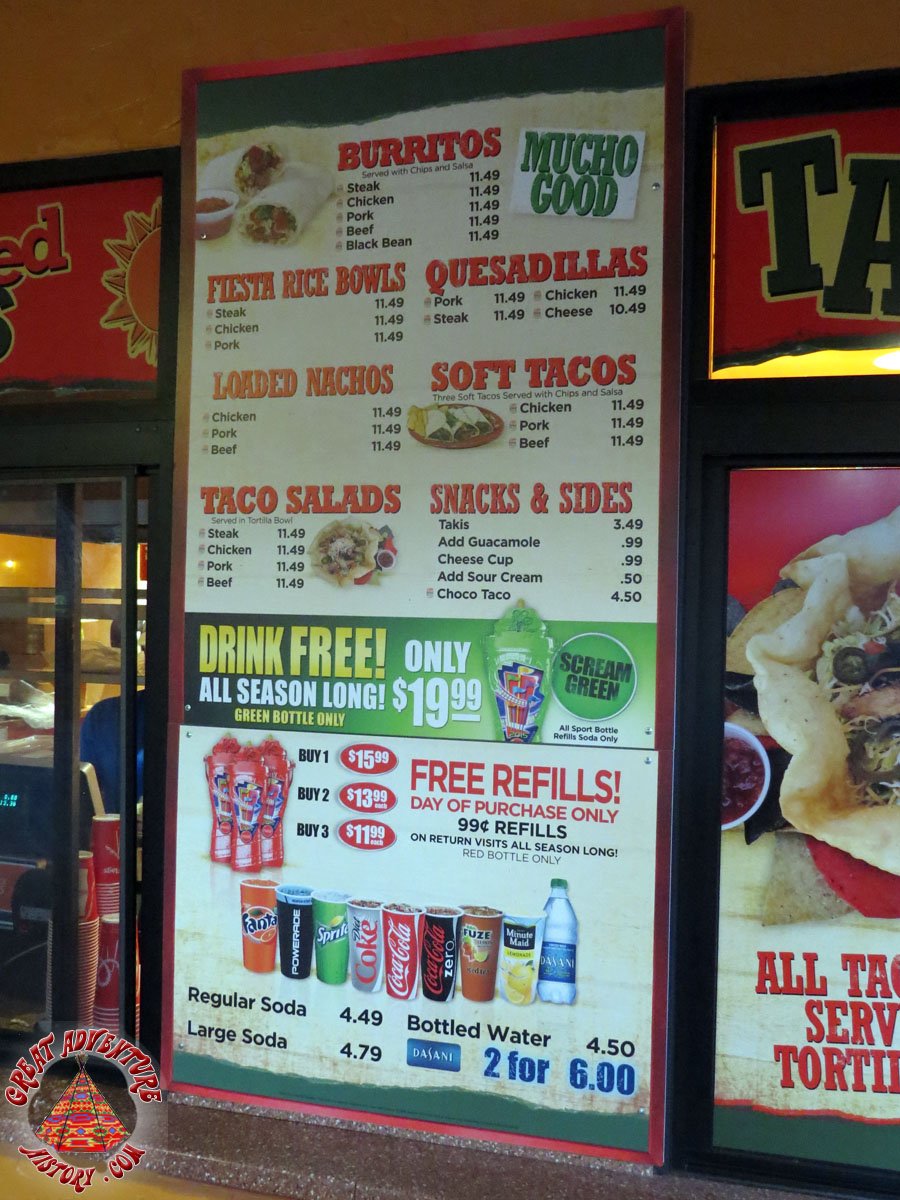 BURRITOS
Served with Chips and Salsa
Steak 11.49
Chicken 11.49
Pork 11.49
Beef 11.49
Black Bean 11.49
MUCHO
GOOD
FIESTA RICE BOWLS
Steak 11.49
Chicken 11.49
Pork 11.49
QUESADILLAS
Pork 11.49 Chicken 11.49
Steak 11.49 Cheese 10.49
LOADED NACHOS
Chicken 11.49
Pork 11.49
Beef 11.49
SOFT TACOS
Three Soft Tacos Served with Chips and Salsa
Chicken 11.49
Pork 11.49
Beef 11.49
TACO SALADS
Served in Tortilla Bowl
Steak 11.49
Chicken 11.49
Pork 11.49
Beef 11.49
SNACKS & SIDES
Takis 3.49
Add Guacamole .99
Cheese Cup .99
Add Sour Cream .50
Choco Taco 4.50
DRINK FREE!
ALL SEASON LONG!
GREEN BOTTLE ONLY
ONLY
$19.99
SCREAM
GREEN
All Sport Bottle
Refills Soda Only
BUY 1 $15.99
BUY 2 $13.99 each
BUY 3 $11.99 each
FREE REFILLS!
DAY OF PURCHASE ONLY
99¢ REFILLS
ON RETURN VISITS ALL SEASON LONG!
RED BOTTLE ONLY
Fanta
POWERADE
Sprite
Diet Coke
Coca-Cola
Coca-Cola zero
FUZE
Minute Maid
LEMONADE
DASANI
Regular Soda 4.49
Large Soda 4.79
Bottled Water 4.50
DASANI 2 for 6.00
ed
S
TA
ALL TAC
SERV
TORTIL
GREAT ADVENTURE
HISTORY.COM